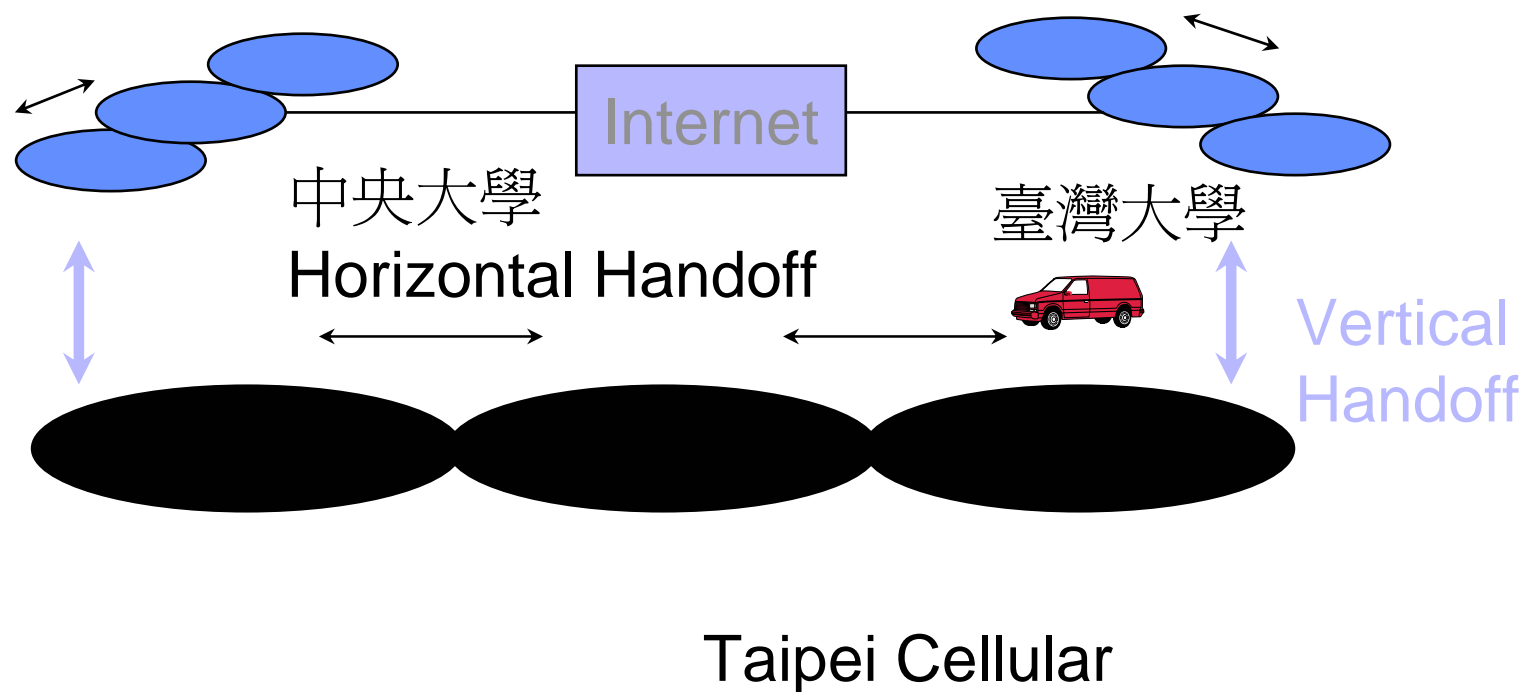 Internet
中央大學
臺灣大學
Horizontal Handoff
Vertical
Handoff
Taipei Cellular